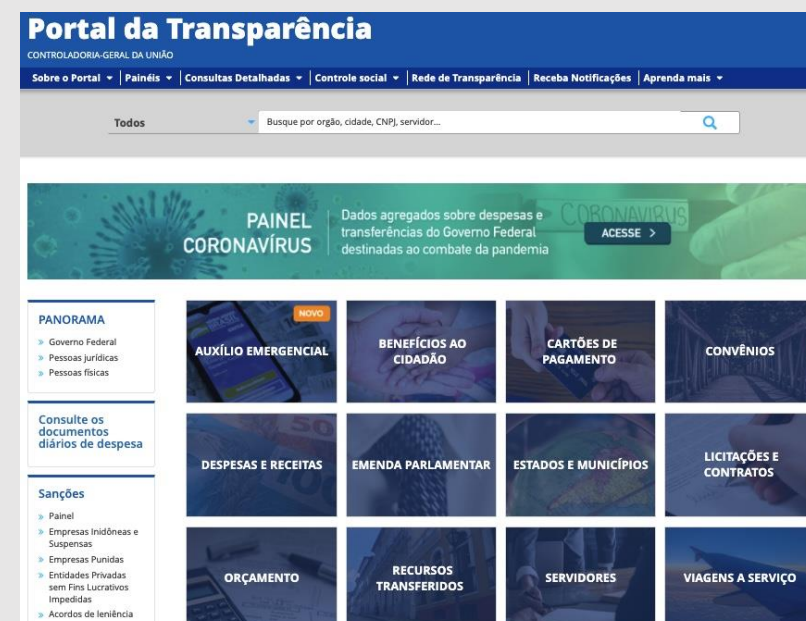 Portal da Transparência
CONTROLADORIA-GERAL DA UNIÃO
Sobre o Portal
Painéis
Consultas Detalhadas
Controle social
Rede de Transparência
Receba Notificações
Aprenda mais
Todos
Busque por orgão, cidade, CNPJ, servidor...
PAINEL
CORONAVÍRUS
Dados agregados sobre despesas e
transferências do Governo Federal
destinadas ao combate da pandemia
CORONAVIRUS
ACESSE >
PANORAMA
Governo Federal
Pessoas jurídicas
Pessoas físicas
Consulte os
documentos
diários de despesa
Sanções
Painel
Empresas Inidôneas e
Suspensas
Empresas Punidas
Entidades Privadas
sem Fins Lucrativos
Impedidas
Acordos de leniência
NOVO
AUXÍLIO EMERGENCIAL
BENEFÍCIOS AO
CIDADÃO
CARTÕES DE
PAGAMENTO
CONVÊNIOS
DESPESAS E RECEITAS
EMENDA PARLAMENTAR
ESTADOS E MUNICÍPIOS
LICITAÇÕES E
CONTRATOS
ORÇAMENTO
RECURSOS
TRANSFERIDOS
SERVIDORES
VIAGENS A SERVIÇO